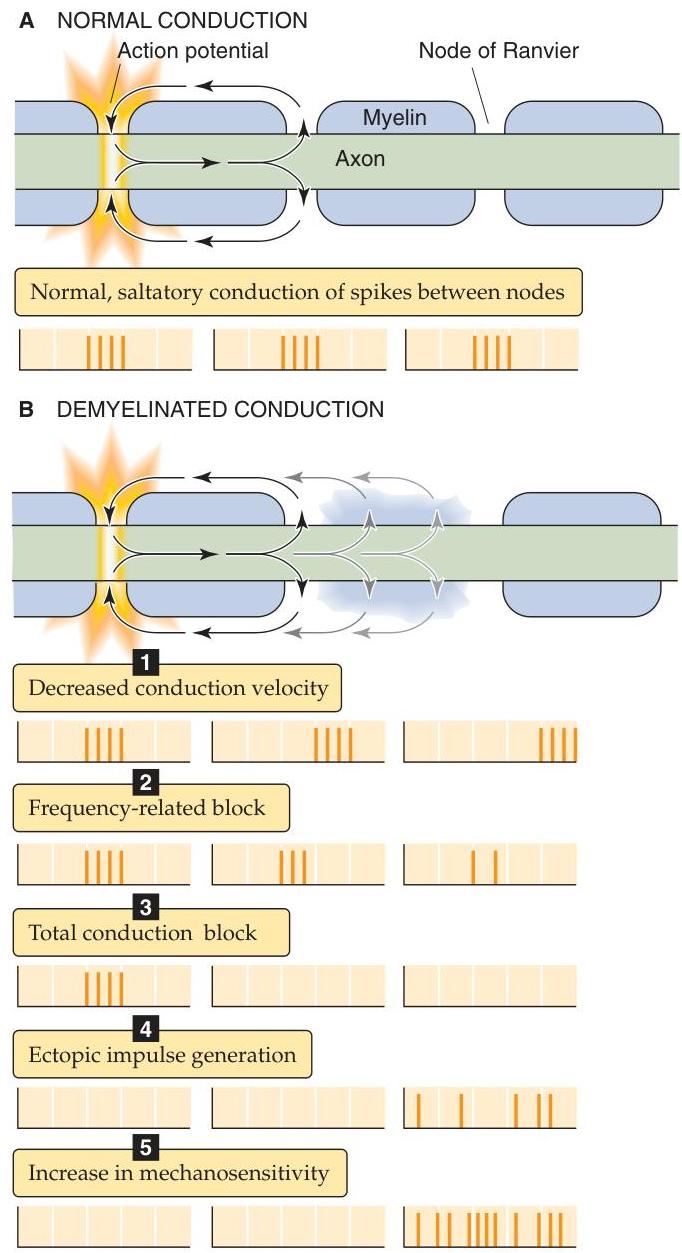 A NORMAL CONDUCTION
Action potential
Node of Ranvier
Myelin
Axon
Normal, saltatory conduction of spikes between nodes
B DEMYELINATED CONDUCTION
1
Decreased conduction velocity
2
Frequency-related block
3
Total conduction block
4
Ectopic impulse generation
5
Increase in mechanosensitivity